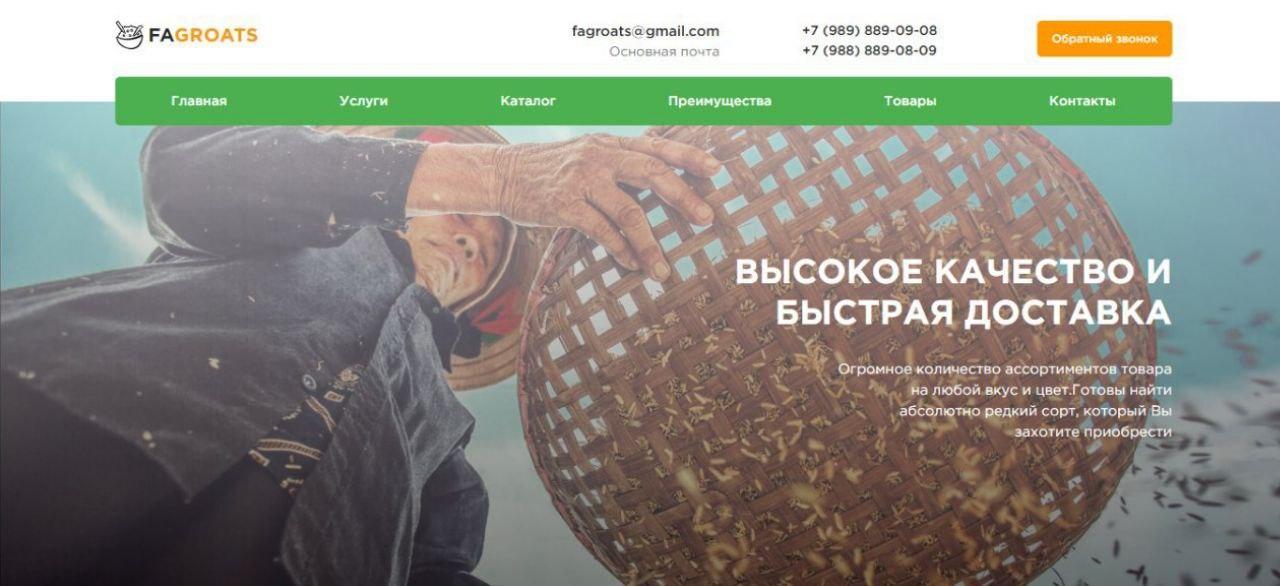 FAGROATS
fagroats@gmail.com
Основная почта
+7 (989) 889-09-08
+7 (988) 889-08-09
Обратный звонок
Главная Услуги Каталог Преимущества Товары Контакты
ВЫСОКОЕ КАЧЕСТВО И
БЫСТРАЯ ДОСТАВКА
Огромное количество ассортиментов товара
на любой вкус и цвет.Готовы найти
абсолютно редкий сорт, который Вы
захотите приобрести